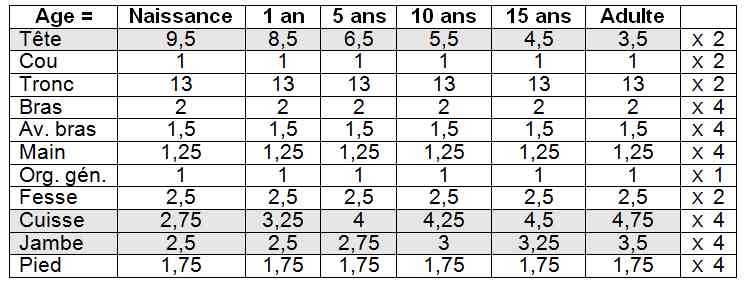 Age = Naissance 1 an 5 ans 10 ans 15 ans Adulte
Tête 9,5 8,5 6,5 5,5 4,5 3,5 X 2
Cou 1 1 1 1 1 1 X 2
Tronc 13 13 13 13 13 13 X 2
Bras 2 2 2 2 2 2 X 4
Av. bras 1,5 1,5 1,5 1,5 1,5 1,5 X 4
Main 1,25 1,25 1,25 1,25 1,25 1,25 X 4
Org. gén. 1 1 1 1 1 1 X 1
Fesse 2,5 2,5 2,5 2,5 2,5 2,5 X 2
Cuisse 2,75 3,25 4 4,25 4,5 4,75 X 4
Jambe 2,5 2,5 2,75 3 3,25 3,5 X 4
Pied 1,75 1,75 1,75 1,75 1,75 1,75 X 4